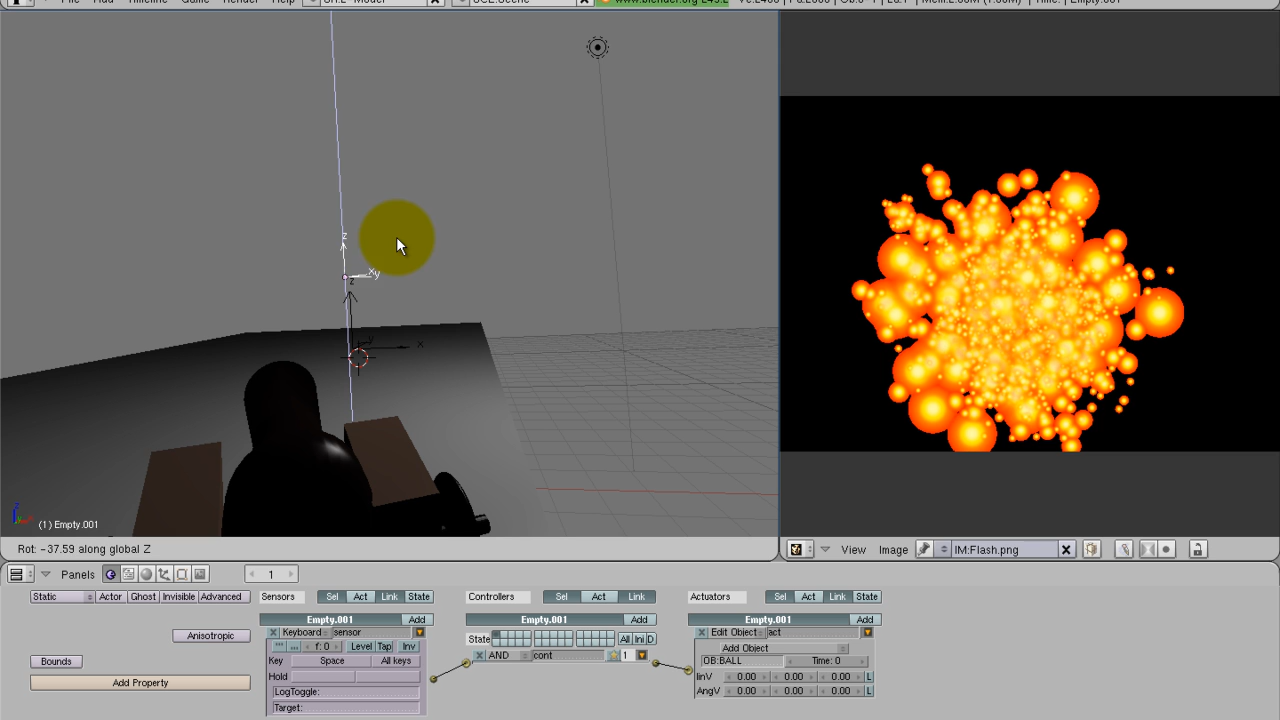 File Add Timeline Game Render Help SR:2-Model SCE:Scene www.blender.org 249.2
z
x y
z
y x
(1) Empty.001
Rot: -37.59 along global Z
View Image IM:Flash.png
Panels 1
Static Actor Ghost Invisible Advanced
Anisotropic
Bounds
Add Property
Sensors Sel Act Link State
Empty.001 Add
Keyboard sensor
f: 0 Level Tap Inv
Key Space All keys
Hold
LogToggle:
Target:
Controllers Sel Act Link
Empty.001 Add
State All Ini D
AND cont 1
Actuators Sel Act Link State
Empty.001 Add
Edit Object act
Add Object
OB:BALL Time: 0
linV 0.00 0.00 0.00 L
AngV 0.00 0.00 0.00 L